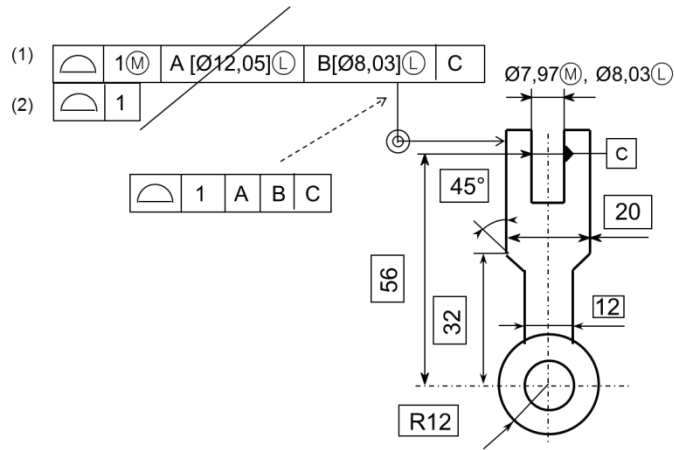 (1) 1Ⓜ A [Ø12,05]Ⓛ B[Ø8,03]Ⓛ C
(2) 1
Ø7,97Ⓜ, Ø8,03Ⓛ
C
1 A B C
45°
20
56
32
12
R12